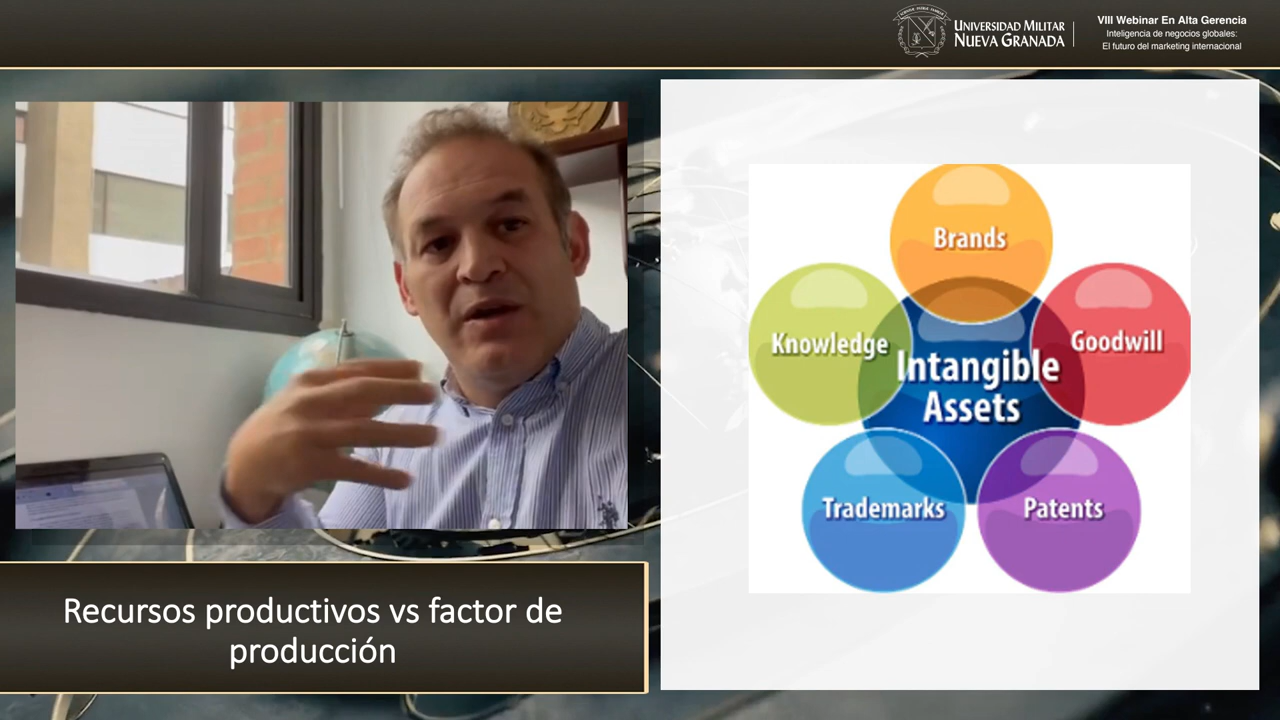 UNIVERSIDAD MILITAR
NUEVA GRANADA
VIII Webinar En Alta Gerencia
Inteligencia de negocios globales:
El futuro del marketing internacional
Brands
Knowledge
Goodwill
Intangible
Assets
Trademarks
Patents
Recursos productivos vs factor de
producción